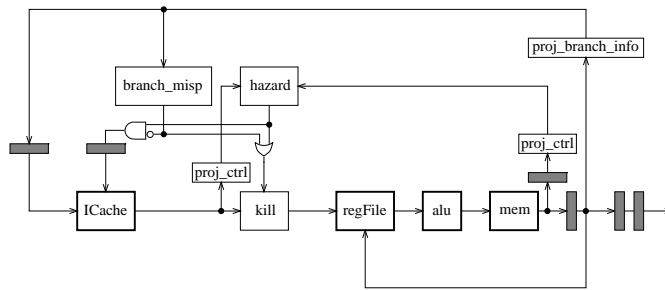 proj_branch_info
branch_misp
hazard
proj_ctrl
proj_ctrl
ICache
kill
regFile
alu
mem